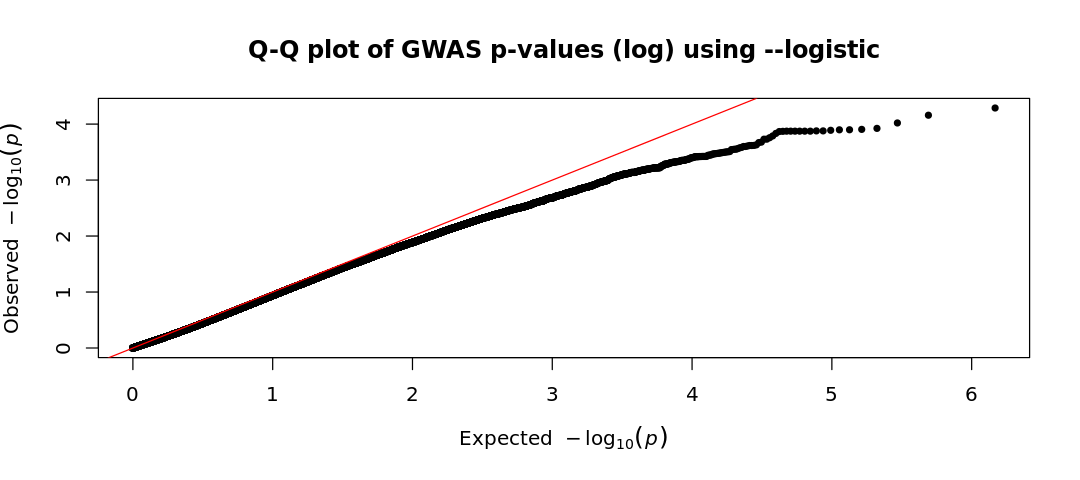 Q-Q plot of GWAS p-values (log) using --logistic
Observed −log10(p)
4
3
2
1
0
0 1 2 3 4 5 6
Expected −log10(p)